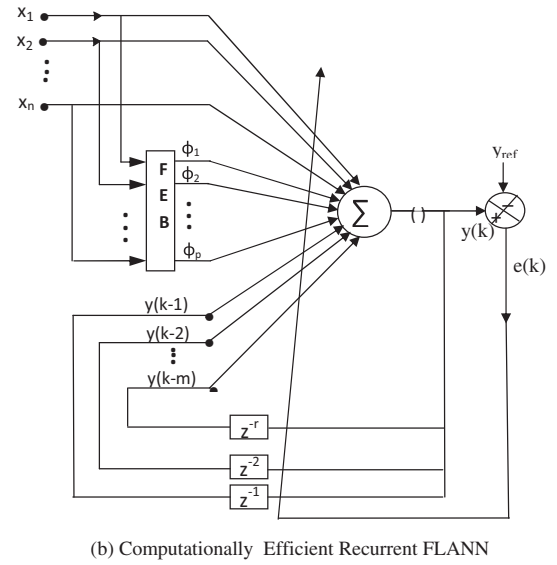 x1
x2
xn
F
E
B
ϕ1
ϕ2
ϕp
Σ
( )
y(k)
yref
+
−
e(k)
y(k-1)
y(k-2)
y(k-m)
z-r
z-2
z-1
(b) Computationally Efficient Recurrent FLANN